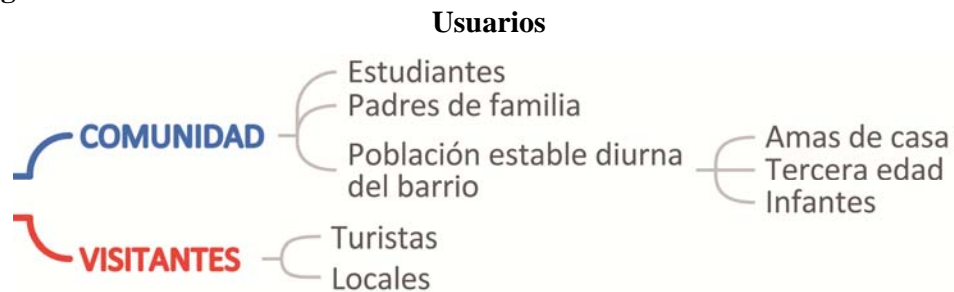 Usuarios
COMUNIDAD
Estudiantes
Padres de familia
Población estable diurna
del barrio
Amas de casa
Tercera edad
Infantes
VISITANTES
Turistas
Locales